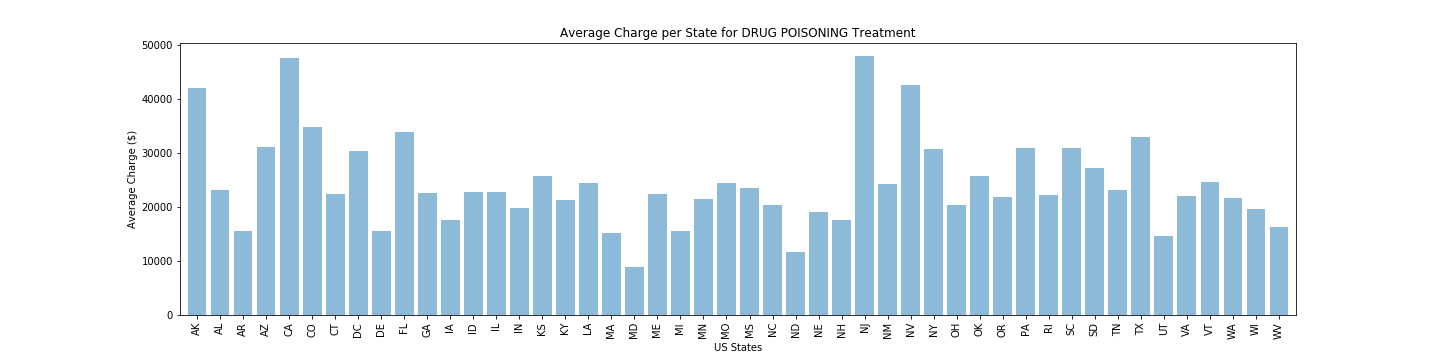 Average Charge per State for DRUG POISONING Treatment
Average Charge ($)
50000
40000
30000
20000
10000
0
AK AL AR AZ CA CO CT DC DE FL GA IA ID IL IN KS KY LA MA MD ME MI MN MO MS NC ND NE NH NJ NM NV NY OH OK OR PA RI SC SD TN TX UT VA VT WA WI WV
US States